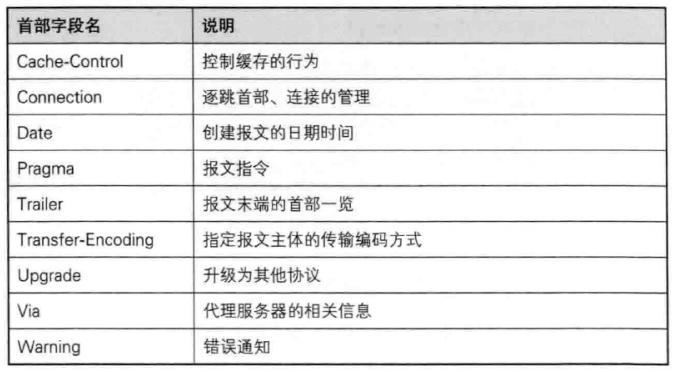 首部字段名 说明
Cache-Control 控制缓存的行为
Connection 逐跳首部、连接的管理
Date 创建报文的日期时间
Pragma 报文指令
Trailer 报文末端的首部一览
Transfer-Encoding 指定报文主体的传输编码方式
Upgrade 升级为其他协议
Via 代理服务器的相关信息
Warning 错误通知